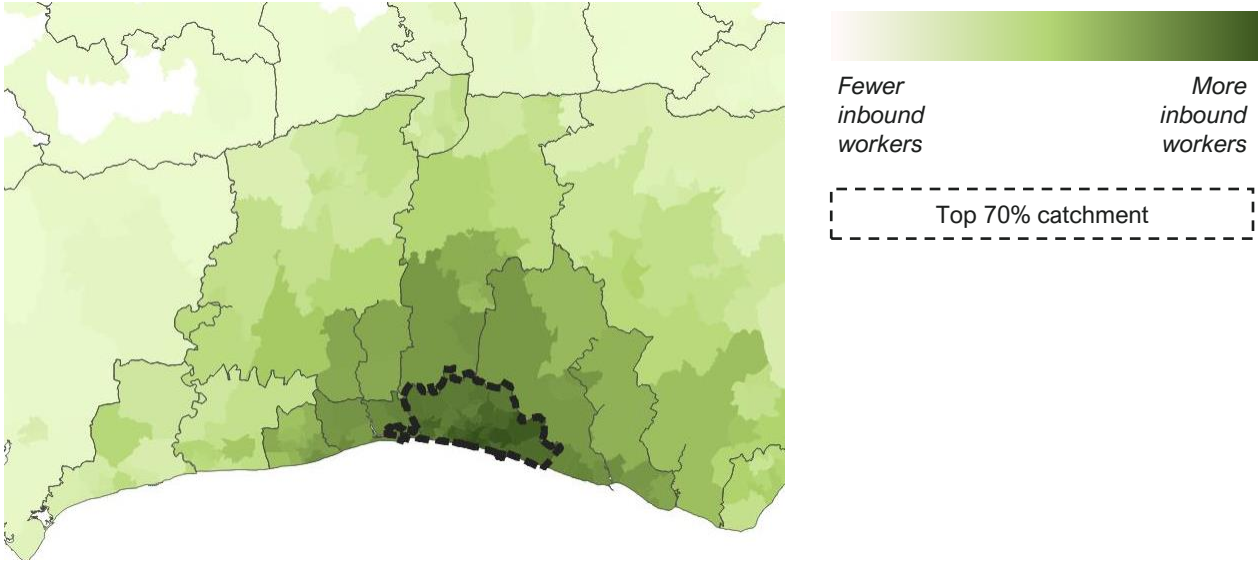 Fewer
inbound
workers
More
inbound
workers
Top 70% catchment